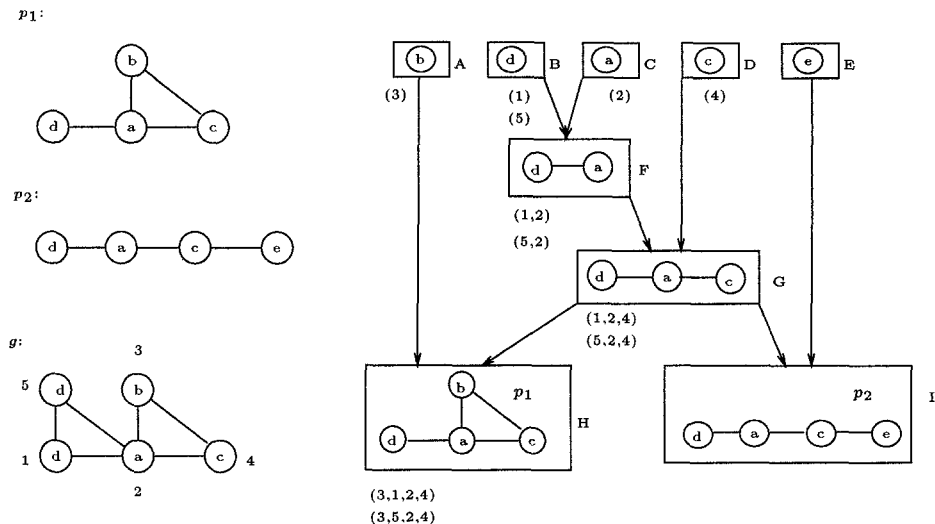 p1:
b
d a c
p2:
d a c e
g:
3
5 d b
1 d a c 4
2
b A d B a C c D e E
(3) (1) (2) (4)
(5)
d a F
(1,2)
(5,2)
d a c G
(1,2,4)
(5,2,4)
b p1
d a c H
(3,1,2,4)
(3,5,2,4)
p2 I
d a c e